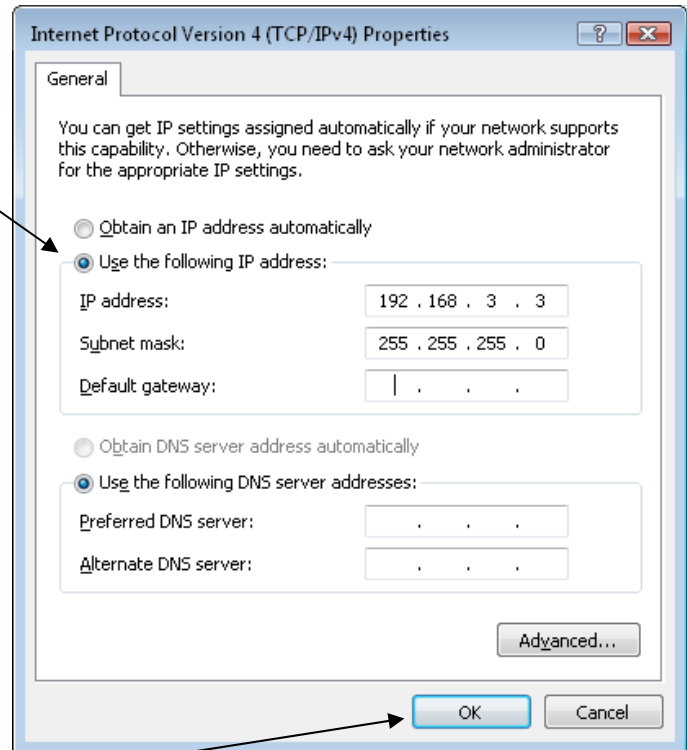 Internet Protocol Version 4 (TCP/IPv4) Properties
?
General
You can get IP settings assigned automatically if your network supports
this capability. Otherwise, you need to ask your network administrator
for the appropriate IP settings.
Obtain an IP address automatically
Use the following IP address:
IP address: 192 . 168 . 3 . 3
Subnet mask: 255 . 255 . 255 . 0
Default gateway: . . .
Obtain DNS server address automatically
Use the following DNS server addresses:
Preferred DNS server: . . .
Alternate DNS server: . . .
Advanced...
OK Cancel